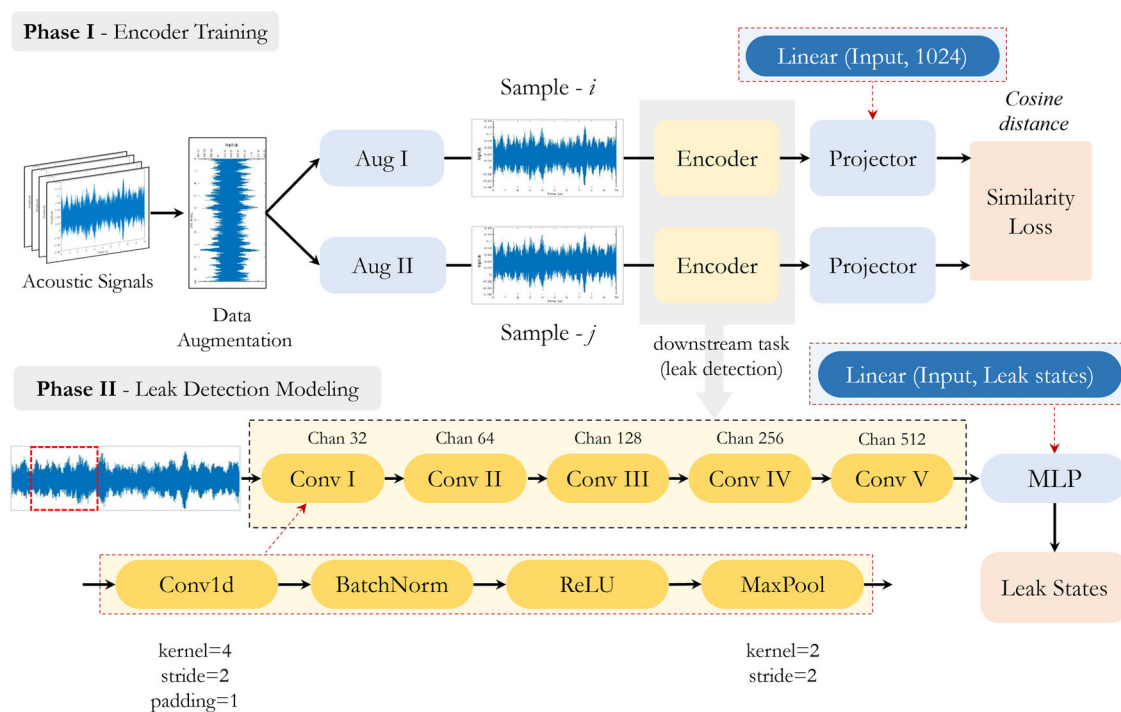 Phase I - Encoder Training
Linear (Input, 1024)
Sample - i
Cosine
distance
Aug I
Encoder
Projector
Similarity
Loss
Aug II
Encoder
Projector
Acoustic Signals
Data
Augmentation
Sample - j
downstream task
(leak detection)
Phase II - Leak Detection Modeling
Linear (Input, Leak states)
Chan 32
Chan 64
Chan 128
Chan 256
Chan 512
Conv I
Conv II
Conv III
Conv IV
Conv V
MLP
Conv1d
BatchNorm
ReLU
MaxPool
Leak States
kernel=4
stride=2
padding=1
kernel=2
stride=2